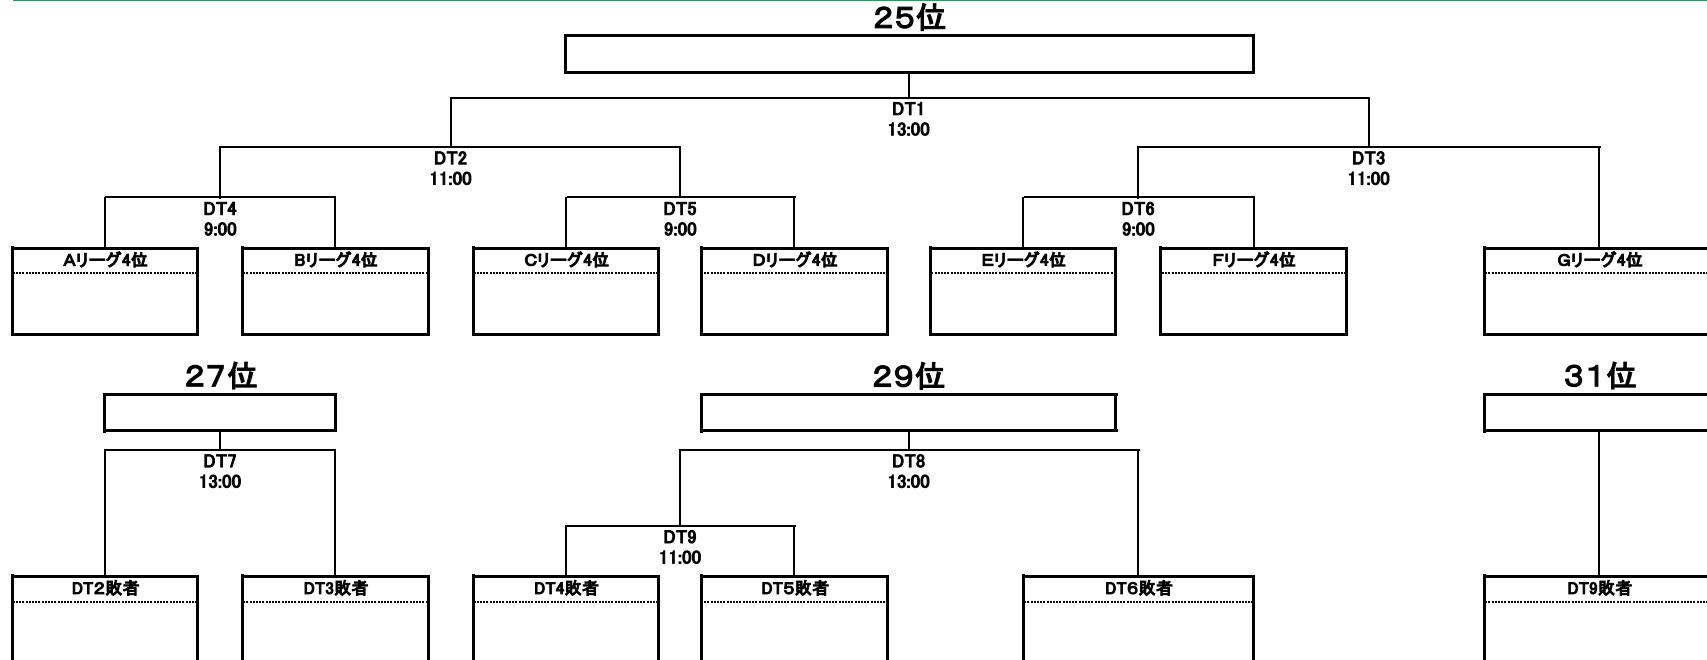 ２５位
DT1
13:00
DT2
11:00
DT3
11:00
DT4
9:00
DT5
9:00
DT6
9:00
Aリーグ4位
Bリーグ4位
Cリーグ4位
Dリーグ4位
Eリーグ4位
Fリーグ4位
Gリーグ4位
２７位
２９位
３１位
DT7
13:00
DT8
13:00
DT9
11:00
DT２敗者
DT3敗者
DT4敗者
DT５敗者
DT６敗者
DT9敗者